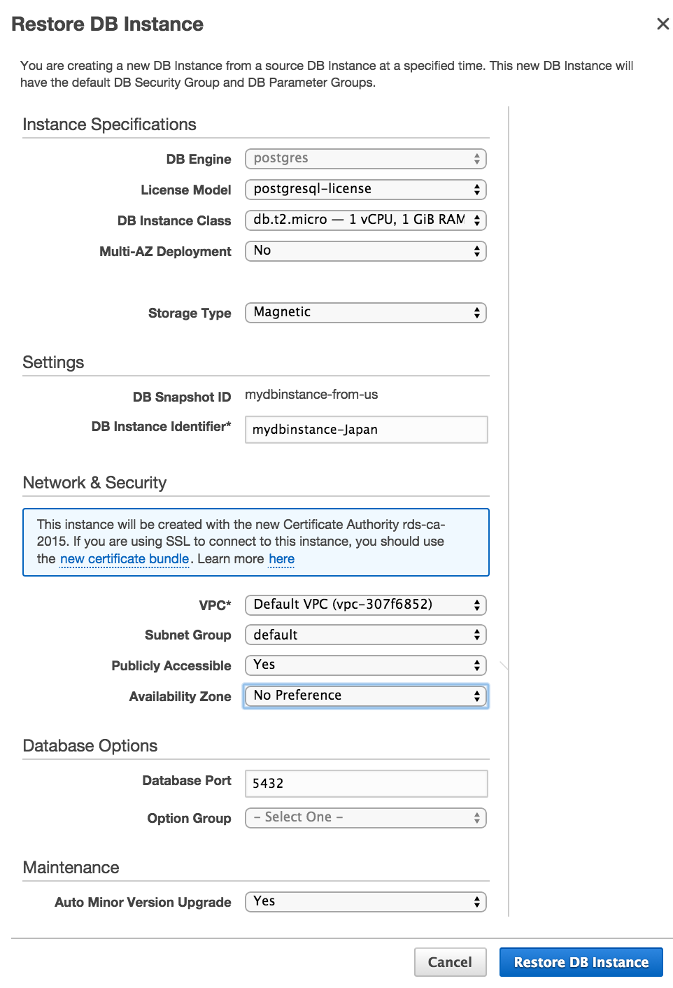 Restore DB Instance
You are creating a new DB Instance from a source DB Instance at a specified time. This new DB Instance will
have the default DB Security Group and DB Parameter Groups.
Instance Specifications
DB Engine postgres
License Model postgresql-license
DB Instance Class db.t2.micro — 1 vCPU, 1 GiB RAM
Multi-AZ Deployment No
Storage Type Magnetic
Settings
DB Snapshot ID mydbinstance-from-us
DB Instance Identifier* mydbinstance-Japan
Network & Security
This instance will be created with the new Certificate Authority rds-ca-
2015. If you are using SSL to connect to this instance, you should use
the new certificate bundle. Learn more here
VPC* Default VPC (vpc-307f6852)
Subnet Group default
Publicly Accessible Yes
Availability Zone No Preference
Database Options
Database Port 5432
Option Group - Select One -
Maintenance
Auto Minor Version Upgrade Yes
Cancel Restore DB Instance